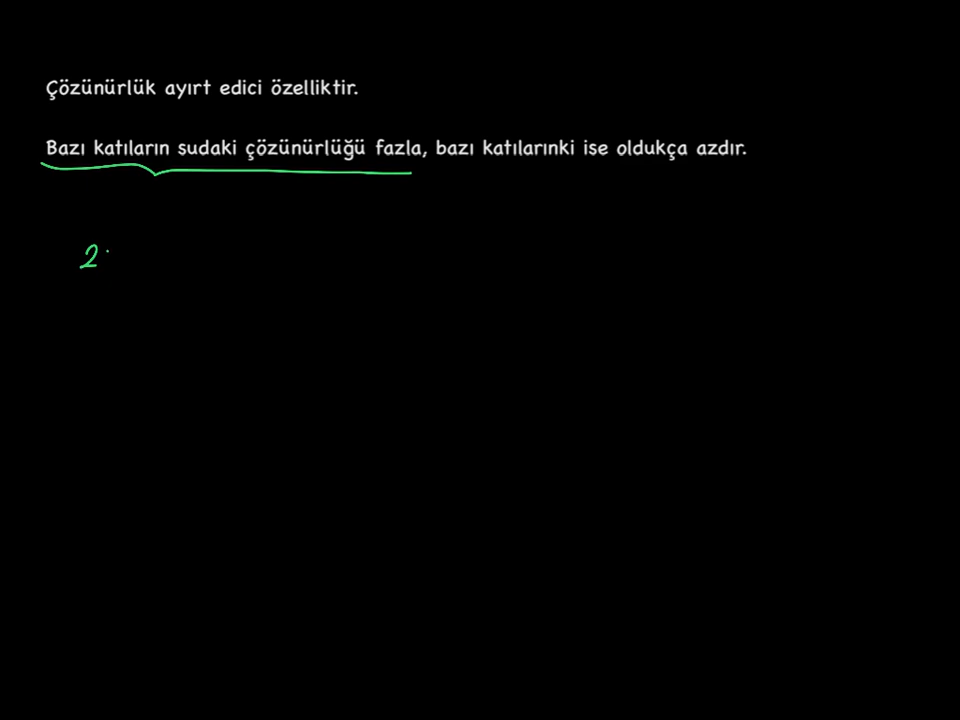 Çözünürlük ayırt edici özelliktir.
Bazı katıların sudaki çözünürlüğü fazla, bazı katılarınki ise oldukça azdır.
2.